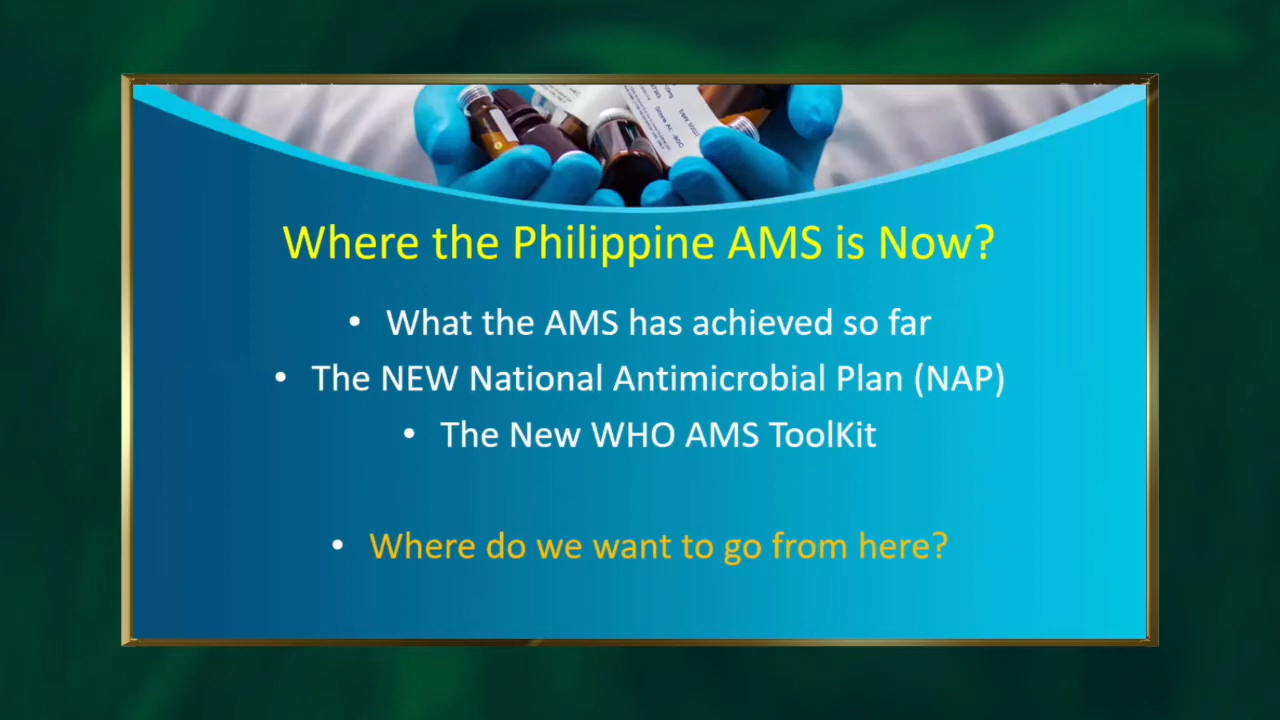 Where the Philippine AMS is Now?
• What the AMS has achieved so far
• The NEW National Antimicrobial Plan (NAP)
• The New WHO AMS ToolKit
• Where do we want to go from here?